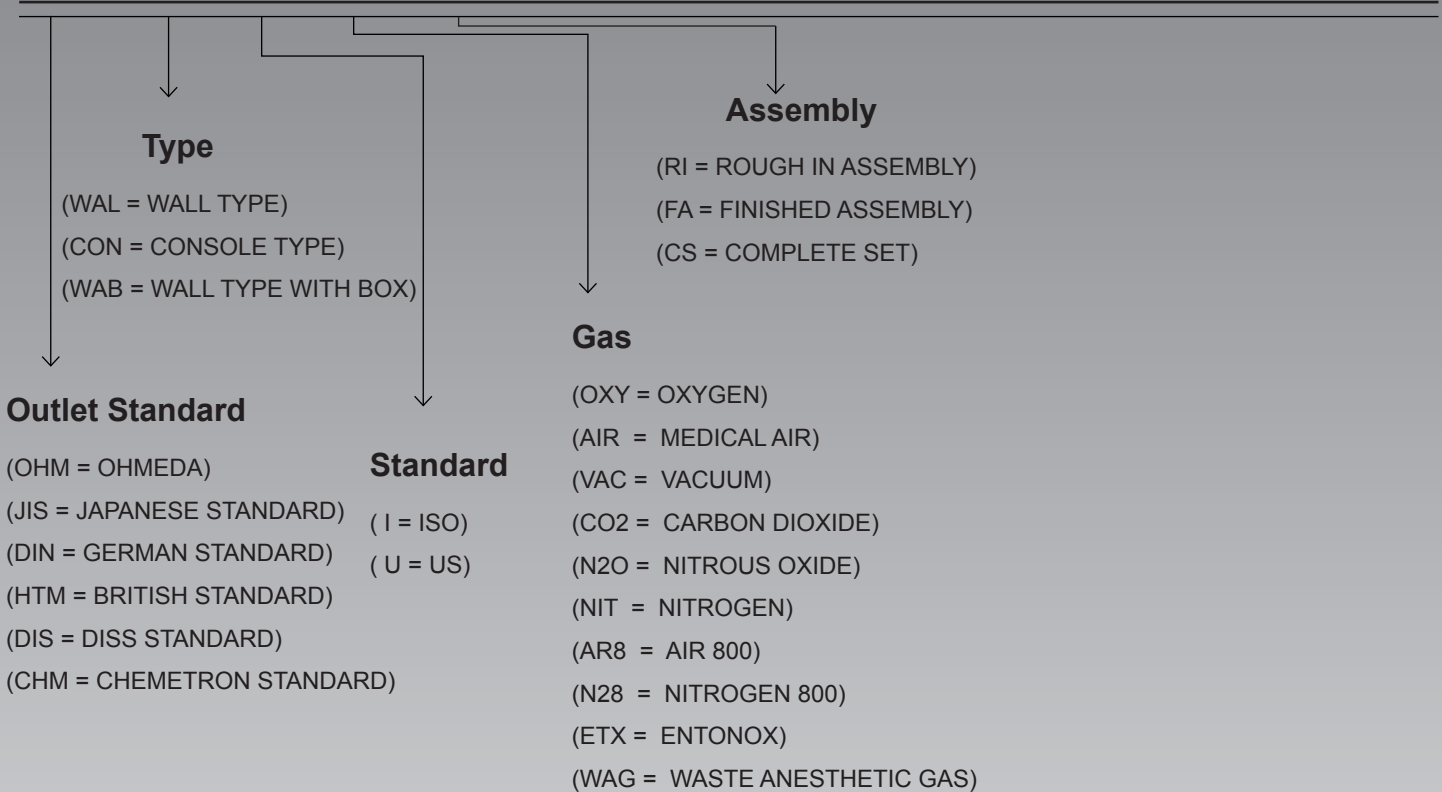 Assembly
(RI = ROUGH IN ASSEMBLY)
(FA = FINISHED ASSEMBLY)
(CS = COMPLETE SET)
Type
(WAL = WALL TYPE)
(CON = CONSOLE TYPE)
(WAB = WALL TYPE WITH BOX)
Gas
(OXY = OXYGEN)
(AIR = MEDICAL AIR)
(VAC = VACUUM)
(CO2 = CARBON DIOXIDE)
(N2O = NITROUS OXIDE)
(NIT = NITROGEN)
(AR8 = AIR 800)
(N28 = NITROGEN 800)
(ETX = ENTONOX)
(WAG = WASTE ANESTHETIC GAS)
Outlet Standard
(OHM = OHMEDA)
(JIS = JAPANESE STANDARD)
(DIN = GERMAN STANDARD)
(HTM = BRITISH STANDARD)
(DIS = DISS STANDARD)
(CHM = CHEMETRON STANDARD)
Standard
( I = ISO)
( U = US)